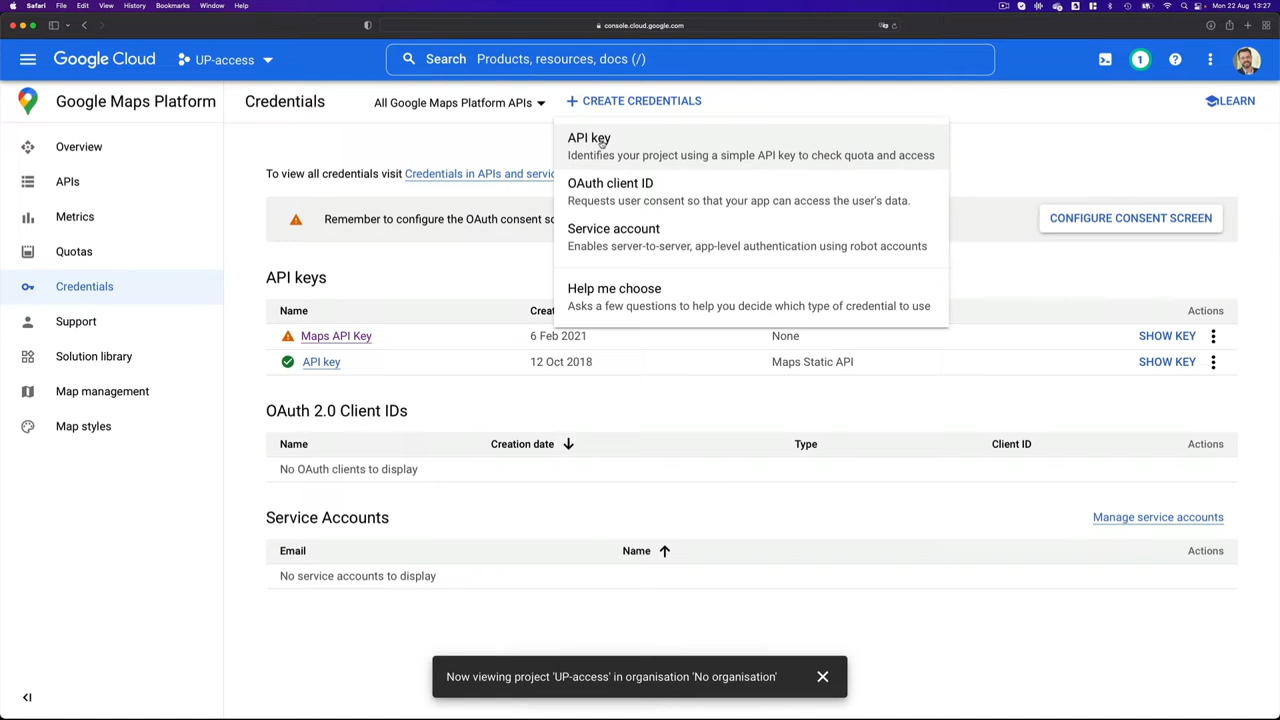 Safari File Edit View History Bookmarks Window Help
Mon 22 Aug 13:27
console.cloud.google.com
Google Cloud
UP-access
Search Products, resources, docs (/)
1
Google Maps Platform
Credentials
All Google Maps Platform APIs
CREATE CREDENTIALS
LEARN
Overview
APIs
Metrics
Quotas
Credentials
Support
Solution library
Map management
Map styles
API key
Identifies your project using a simple API key to check quota and access
OAuth client ID
Requests user consent so that your app can access the user's data.
Service account
Enables server-to-server, app-level authentication using robot accounts
Help me choose
Asks a few questions to help you decide which type of credential to use
To view all credentials visit Credentials in APIs and servic
Remember to configure the OAuth consent sc
CONFIGURE CONSENT SCREEN
API keys
Name Crea Actions
Maps API Key 6 Feb 2021 None SHOW KEY
API key 12 Oct 2018 Maps Static API SHOW KEY
OAuth 2.0 Client IDs
Name Creation date Type Client ID Actions
No OAuth clients to display
Service Accounts
Manage service accounts
Email Name Actions
No service accounts to display
Now viewing project 'UP-access' in organisation 'No organisation'